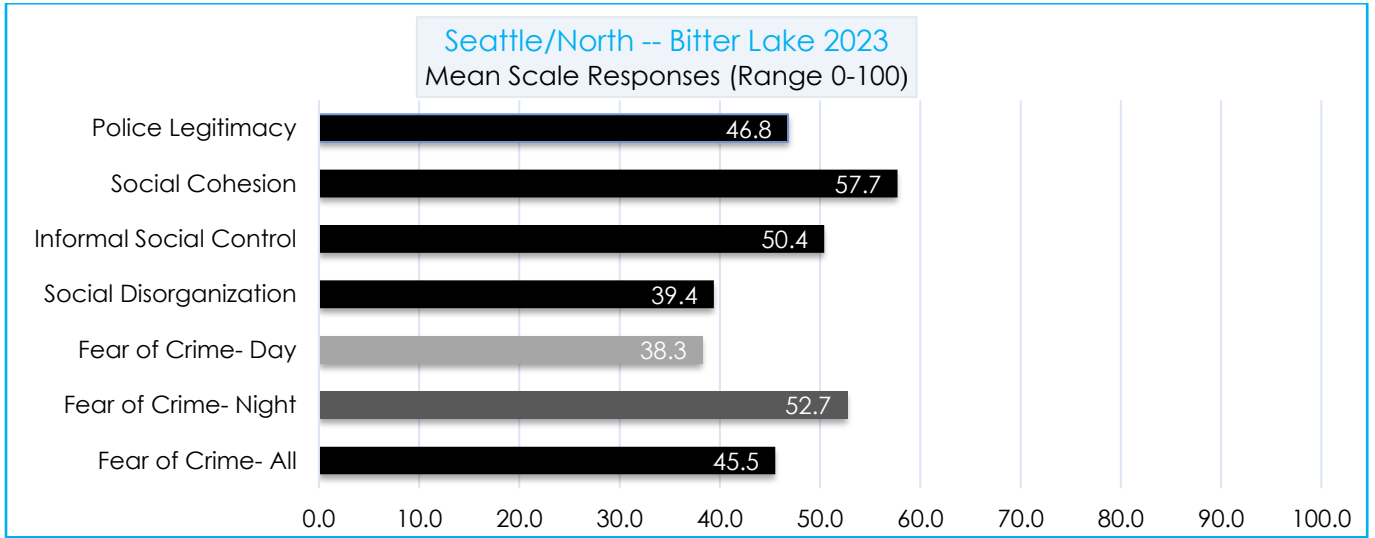 Seattle/North -- Bitter Lake 2023
Mean Scale Responses (Range 0-100)
Police Legitimacy 46.8
Social Cohesion 57.7
Informal Social Control 50.4
Social Disorganization 39.4
Fear of Crime- Day 38.3
Fear of Crime- Night 52.7
Fear of Crime- All 45.5
0.0 10.0 20.0 30.0 40.0 50.0 60.0 70.0 80.0 90.0 100.0